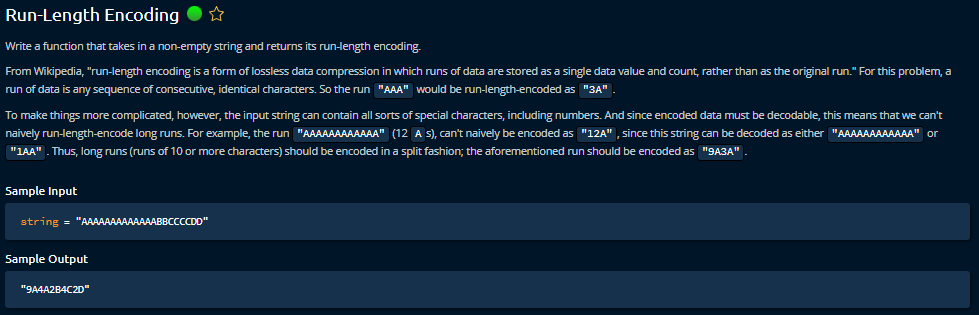 Run-Length Encoding
Write a function that takes in a non-empty string and returns its run-length encoding.
From Wikipedia, "run-length encoding is a form of lossless data compression in which runs of data are stored as a single data value and count, rather than as the original run." For this problem, a
run of data is any sequence of consecutive, identical characters. So the run "AAA" would be run-length-encoded as "3A" .
To make things more complicated, however, the input string can contain all sorts of special characters, including numbers. And since encoded data must be decodable, this means that we can't
naively run-length-encode long runs. For example, the run "AAAAAAAAAAAA" (12 A s), can't naively be encoded as "12A" , since this string can be decoded as either "AAAAAAAAAAAA" or
"1AA" . Thus, long runs (runs of 10 or more characters) should be encoded in a split fashion; the aforementioned run should be encoded as "9A3A" .
Sample Input
string = "AAAAAAAAAAAAABBCCCCDD"
Sample Output
"9A4A2B4C2D"